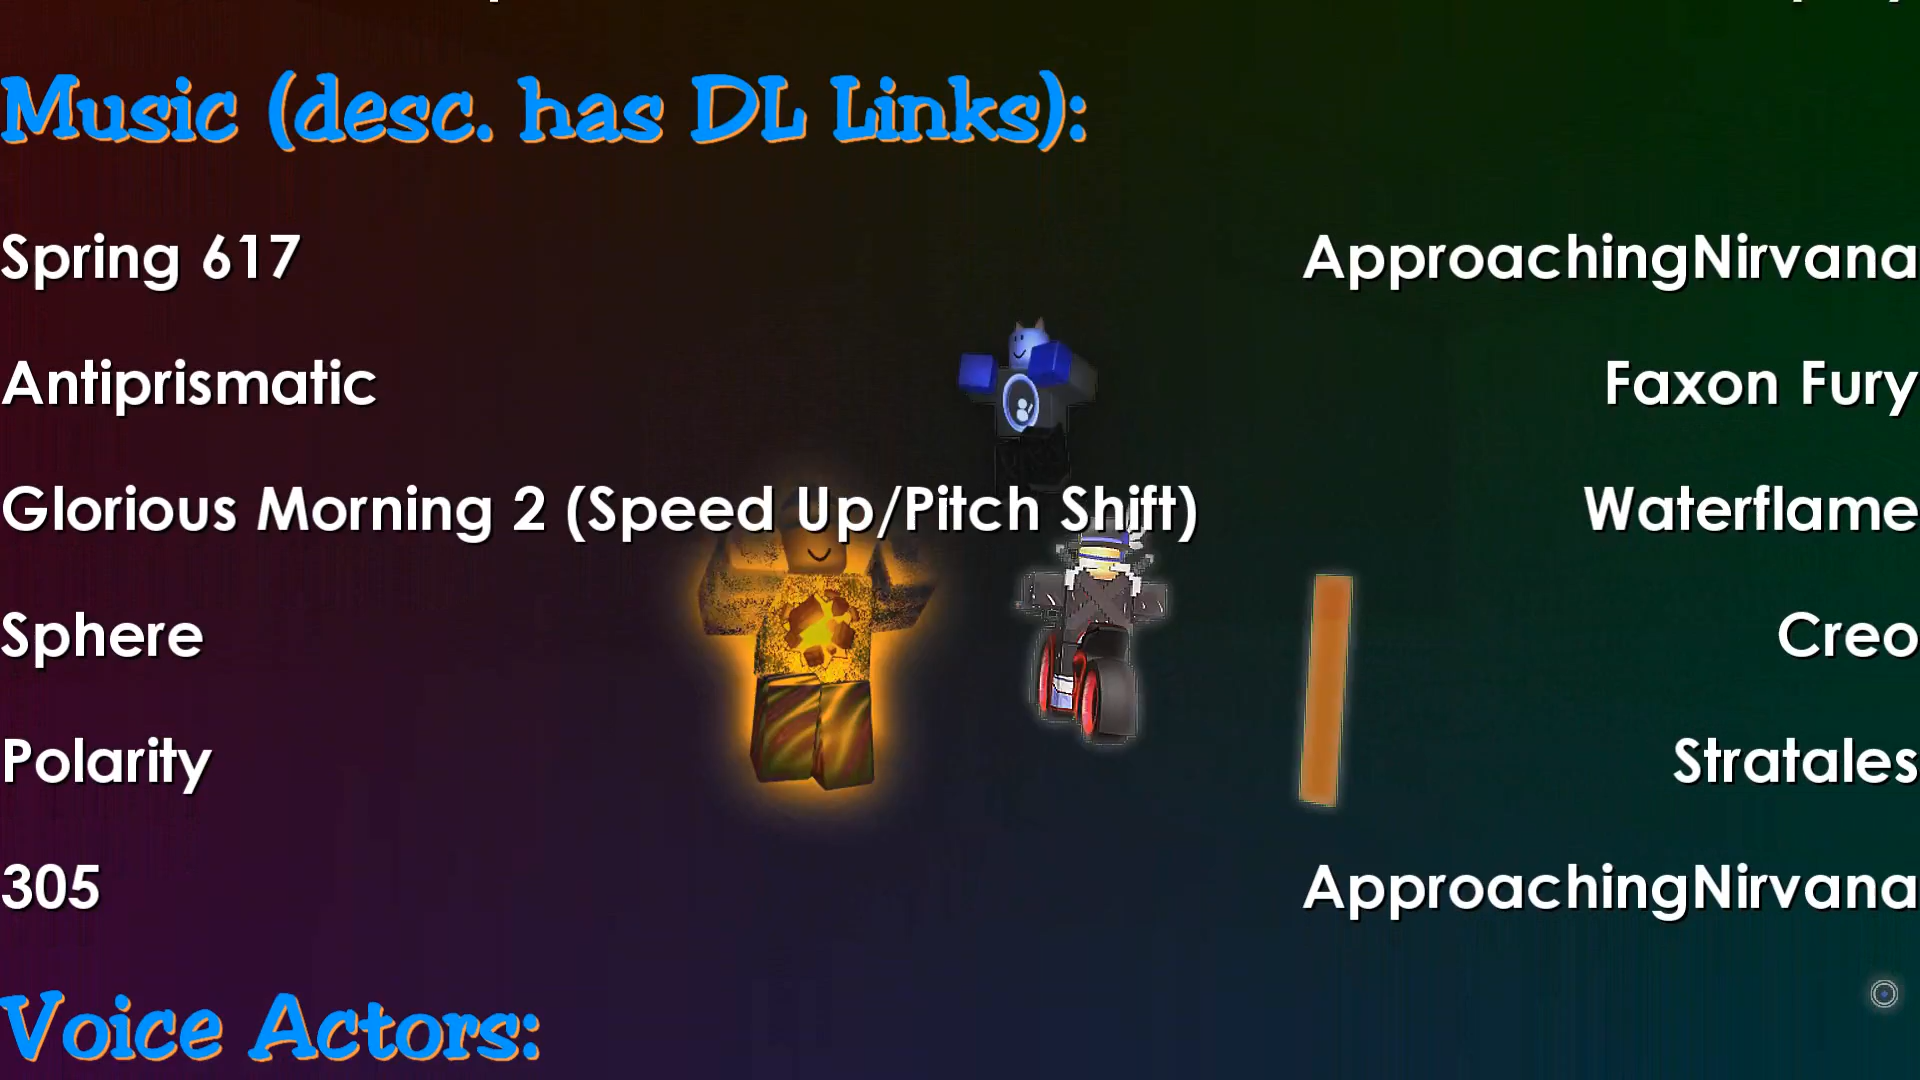 Music (desc. has DL Links):
Spring 617 ApproachingNirvana
Antiprismatic Faxon Fury
Glorious Morning 2 (Speed Up/Pitch Shift) Waterflame
Sphere Creo
Polarity Stratales
305 ApproachingNirvana
Voice Actors: